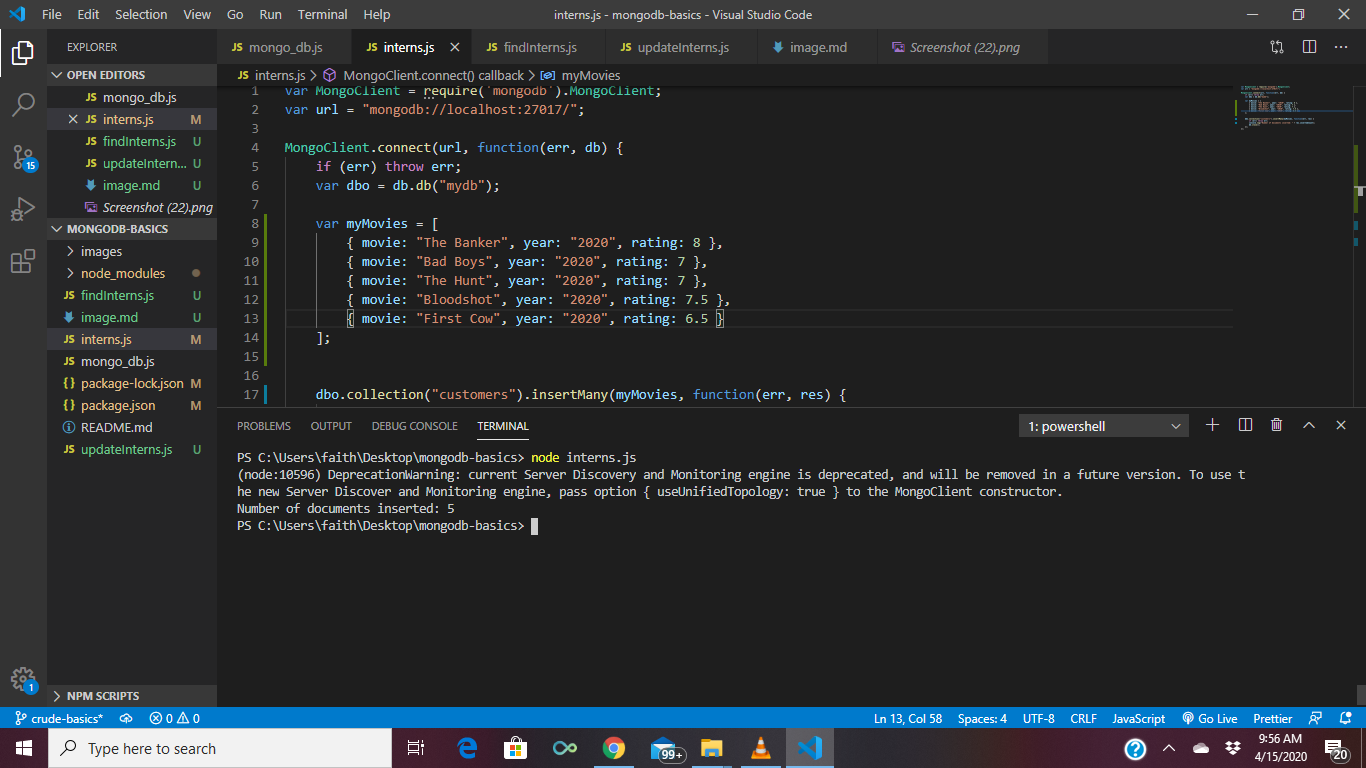 File Edit Selection View Go Run Terminal Help interns.js - mongodb-basics - Visual Studio Code
EXPLORER
OPEN EDITORS
JS mongo_db.js
JS interns.js M
JS findInterns.js U
JS updateIntern... U
image.md U
Screenshot (22).png
MONGODB-BASICS
images
node_modules
JS findInterns.js U
image.md U
JS interns.js M
JS mongo_db.js
{} package-lock.json M
{} package.json M
README.md
JS updateInterns.js U
NPM SCRIPTS
15
1
JS mongo_db.js JS interns.js JS findInterns.js JS updateInterns.js image.md Screenshot (22).png
JS interns.js > MongoClient.connect() callback > myMovies
1 var MongoClient = require('mongodb').MongoClient;
2 var url = "mongodb://localhost:27017/";
3
4 MongoClient.connect(url, function(err, db) {
5 if (err) throw err;
6 var dbo = db.db("mydb");
7
8 var myMovies = [
9 { movie: "The Banker", year: "2020", rating: 8 },
10 { movie: "Bad Boys", year: "2020", rating: 7 },
11 { movie: "The Hunt", year: "2020", rating: 7 },
12 { movie: "Bloodshot", year: "2020", rating: 7.5 },
13 { movie: "First Cow", year: "2020", rating: 6.5 }
14 ];
15
16
17 dbo.collection("customers").insertMany(myMovies, function(err, res) {
PROBLEMS OUTPUT DEBUG CONSOLE TERMINAL 1: powershell
PS C:\Users\faith\Desktop\mongodb-basics> node interns.js
(node:10596) DeprecationWarning: current Server Discovery and Monitoring engine is deprecated, and will be removed in a future version. To use t
he new Server Discover and Monitoring engine, pass option { useUnifiedTopology: true } to the MongoClient constructor.
Number of documents inserted: 5
PS C:\Users\faith\Desktop\mongodb-basics>
crude-basics* 0 0 Ln 13, Col 58 Spaces: 4 UTF-8 CRLF JavaScript Go Live Prettier
Type here to search 99+ 9:56 AM
4/15/2020 20